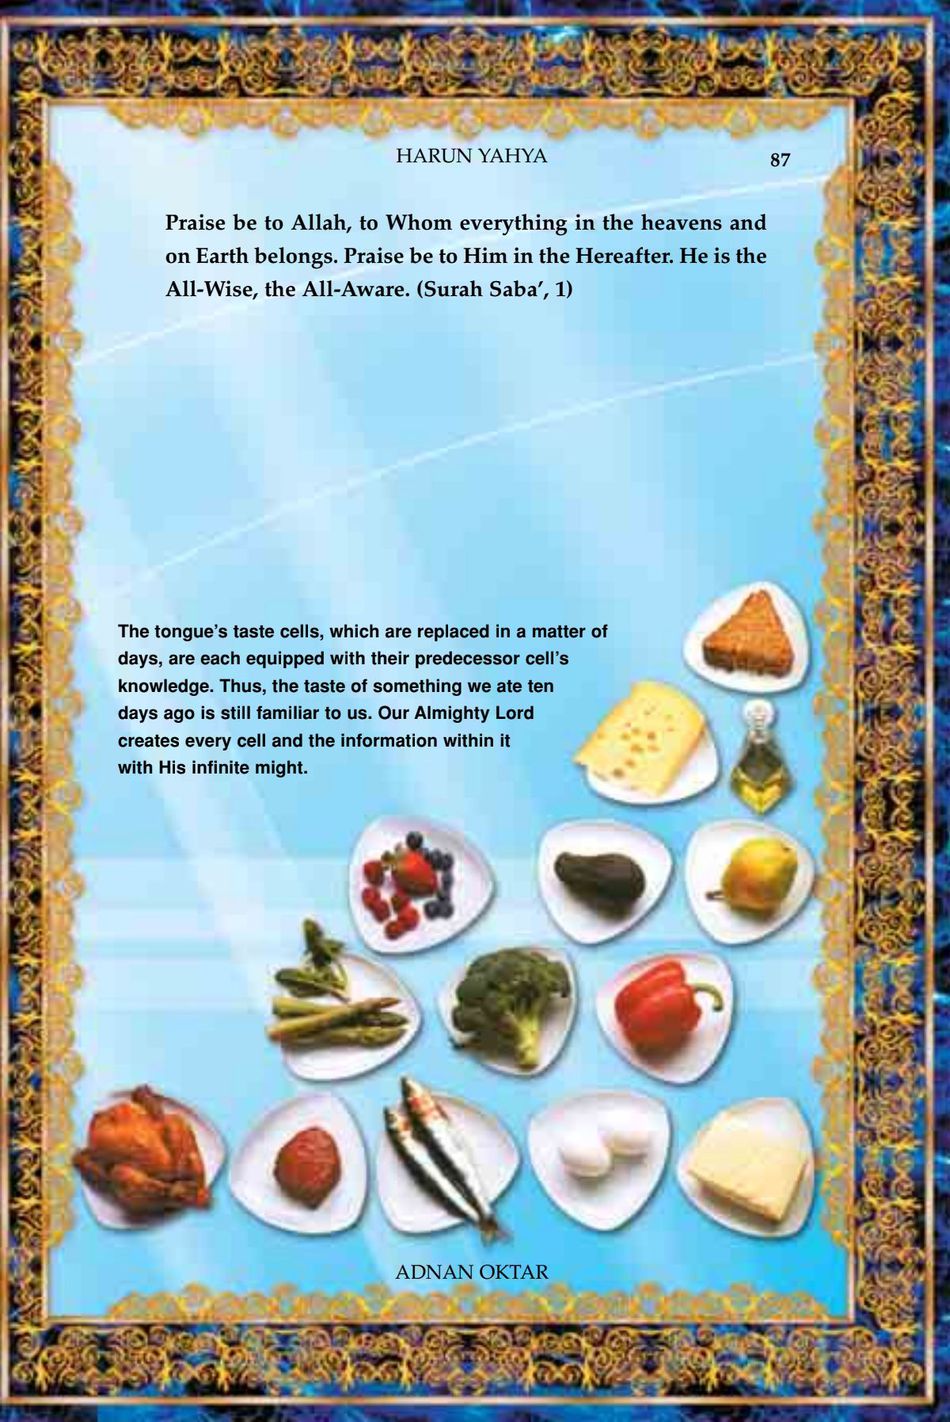 HARUN YAHYA
87
Praise be to Allah, to Whom everything in the heavens and
on Earth belongs. Praise be to Him in the Hereafter. He is the
All-Wise, the All-Aware. (Surah Saba’, 1)
The tongue’s taste cells, which are replaced in a matter of
days, are each equipped with their predecessor cell’s
knowledge. Thus, the taste of something we ate ten
days ago is still familiar to us. Our Almighty Lord
creates every cell and the information within it
with His infinite might.
ADNAN OKTAR